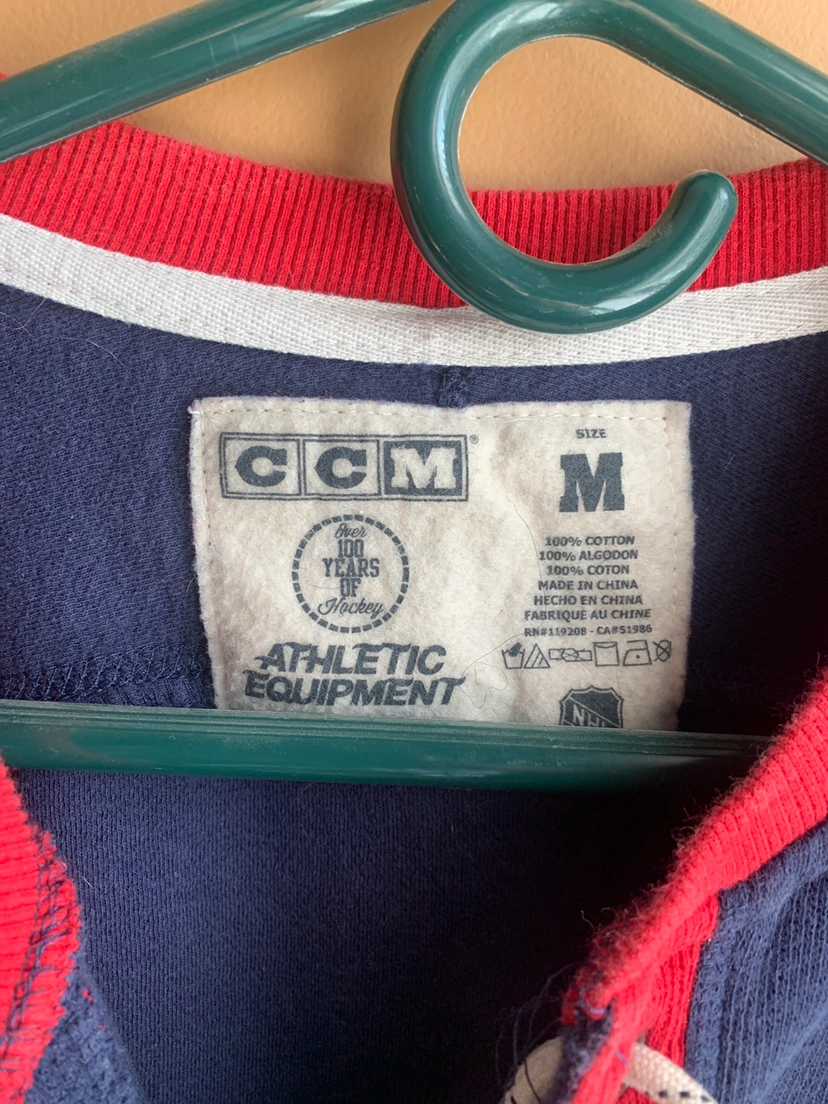 CCM®
Over
100
YEARS
OF
Hockey
ATHLETIC
EQUIPMENT
SIZE
M
100% COTTON
100% ALGODON
100% COTON
MADE IN CHINA
HECHO EN CHINA
FABRIQUE AU CHINE
RN#119208 - CA#51986
NHL